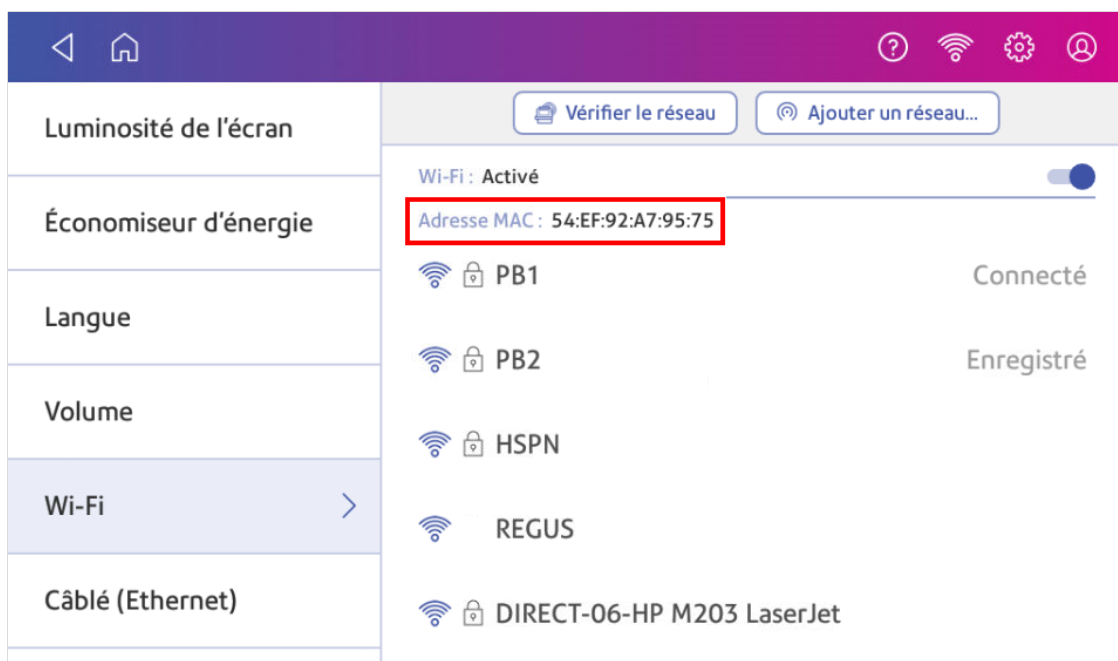 Vérifier le réseau
Ajouter un réseau...
Luminosité de l'écran
Économiseur d'énergie
Langue
Volume
Wi-Fi
Câblé (Ethernet)
Wi-Fi : Activé
Adresse MAC : 54:EF:92:A7:95:75
PB1 Connecté
PB2 Enregistré
HSPN
REGUS
DIRECT-06-HP M203 LaserJet